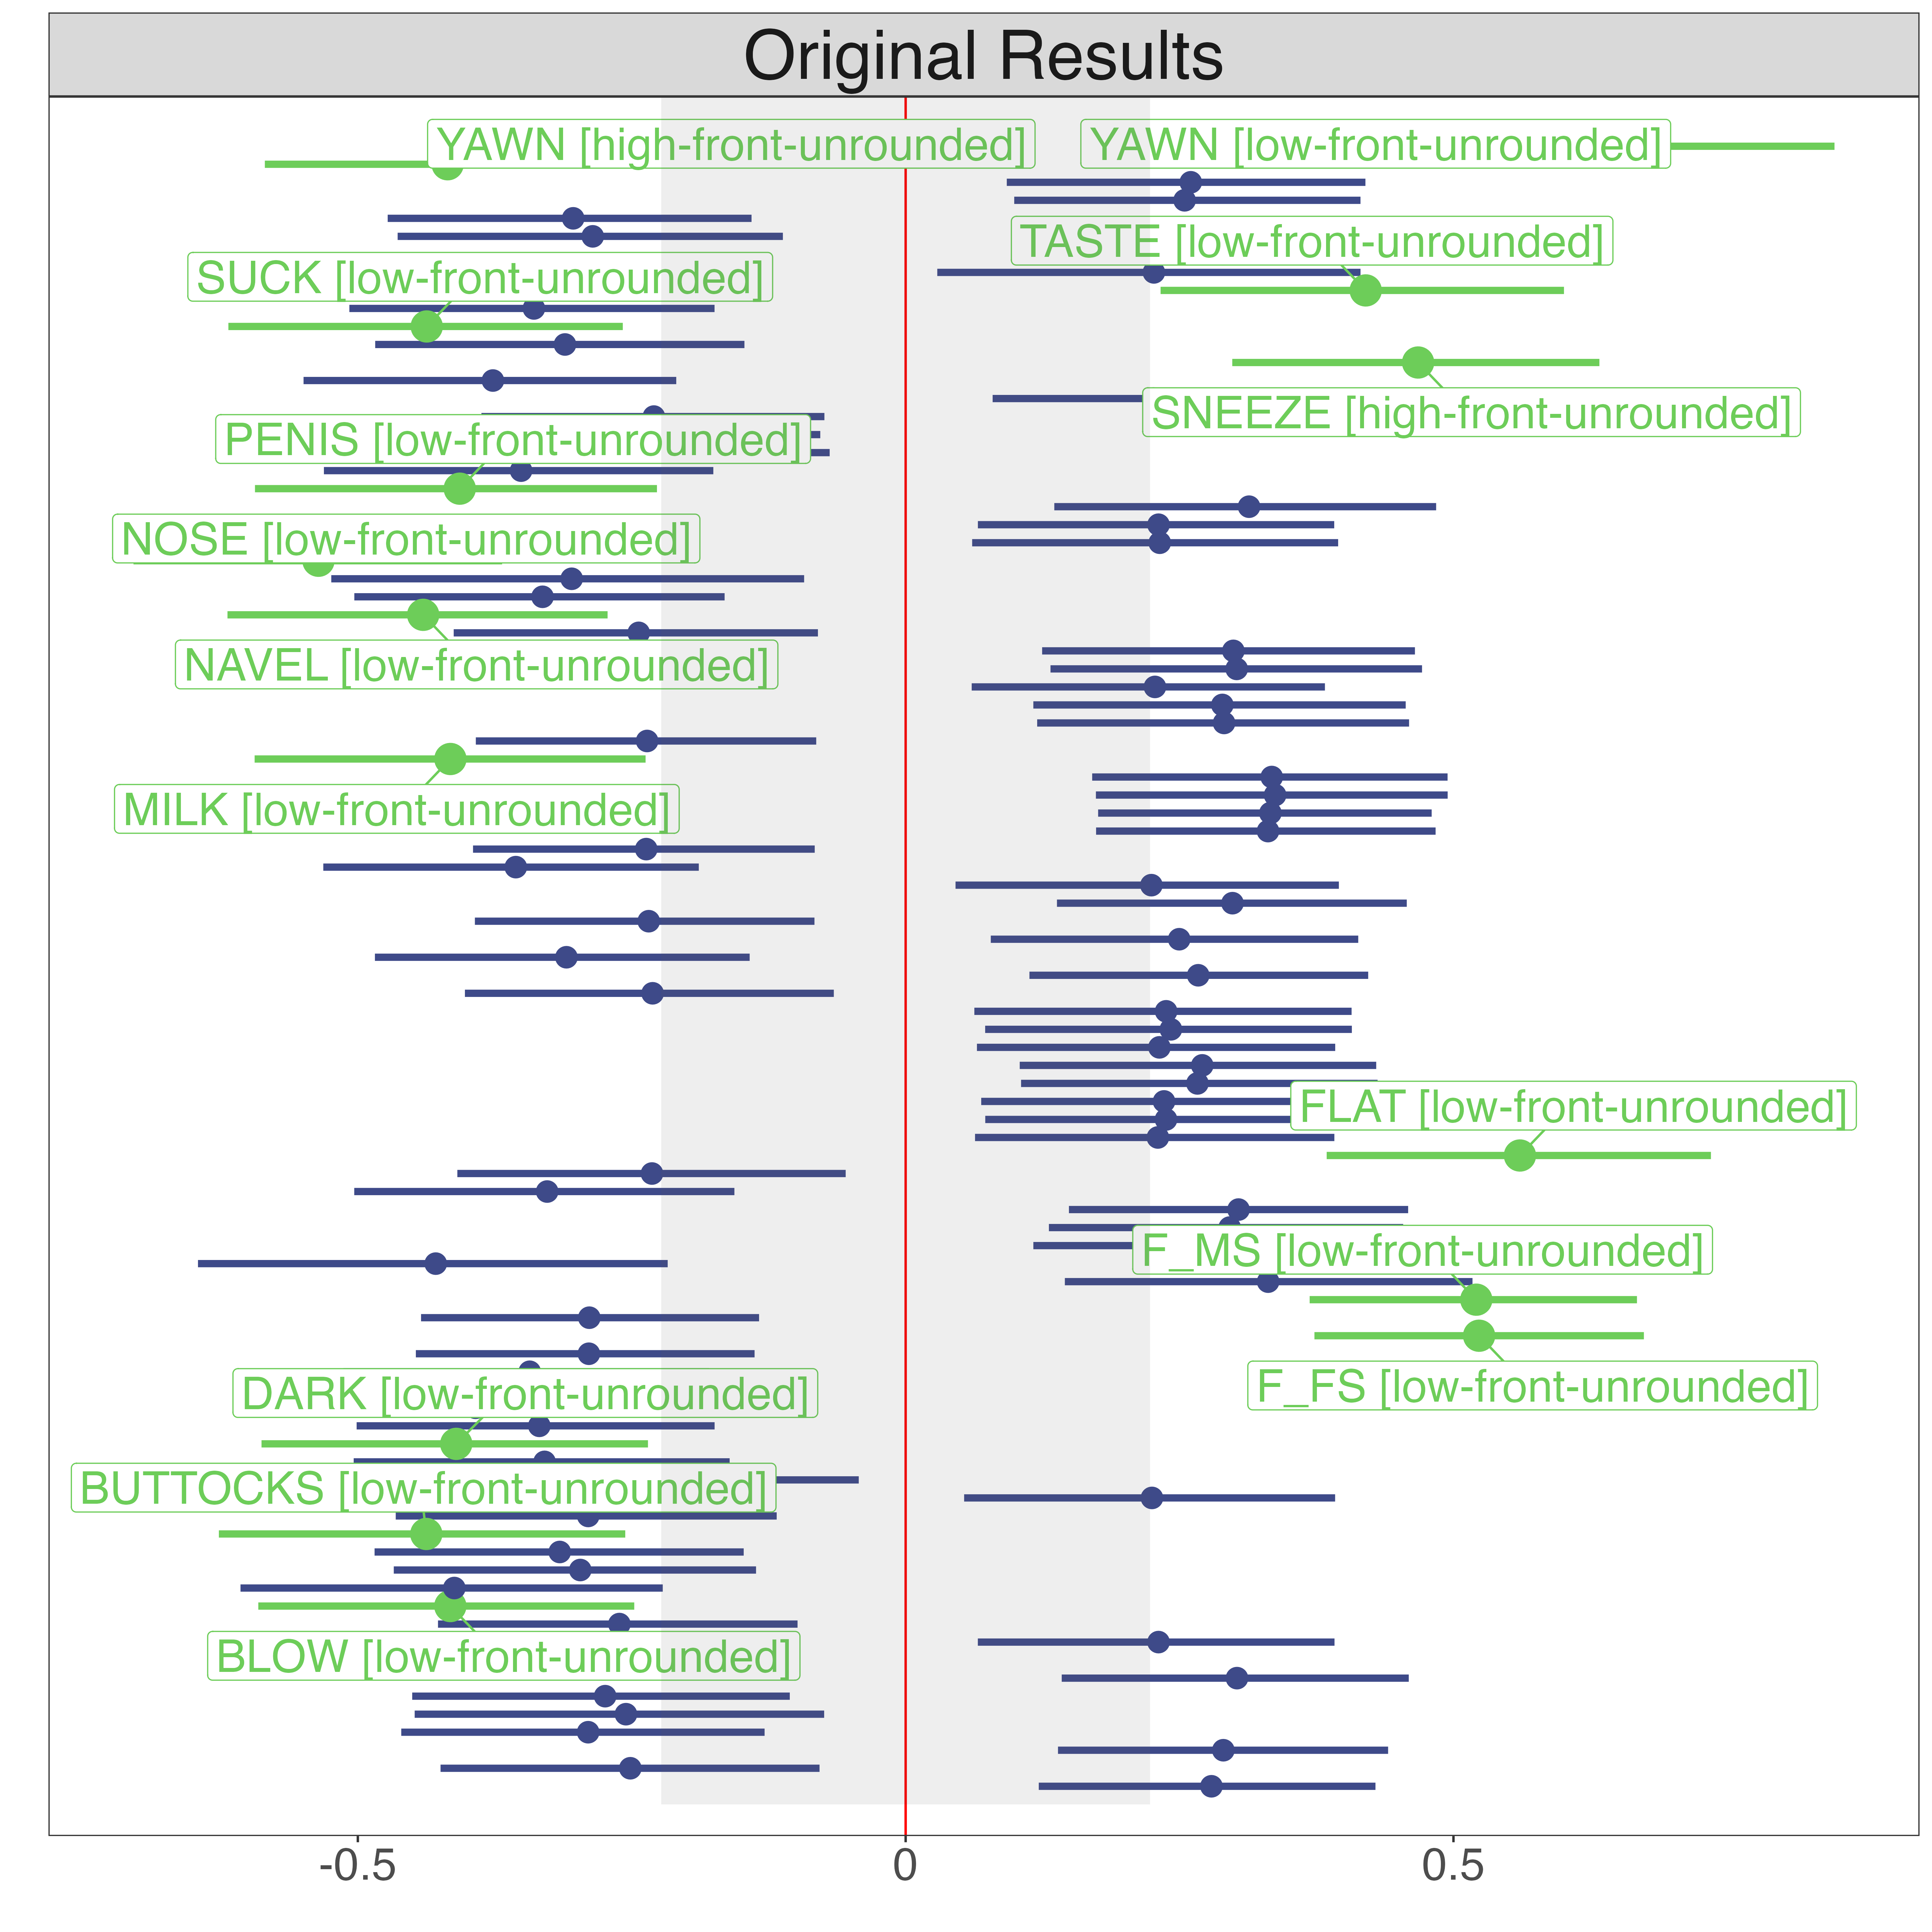 Original Results
YAWN [high-front-unrounded]
YAWN [low-front-unrounded]
TASTE [low-front-unrounded]
SUCK [low-front-unrounded]
SNEEZE [high-front-unrounded]
PENIS [low-front-unrounded]
NOSE [low-front-unrounded]
NAVEL [low-front-unrounded]
MILK [low-front-unrounded]
FLAT [low-front-unrounded]
F_MS [low-front-unrounded]
F_FS [low-front-unrounded]
DARK [low-front-unrounded]
BUTTOCKS [low-front-unrounded]
BLOW [low-front-unrounded]
-0.5
0
0.5